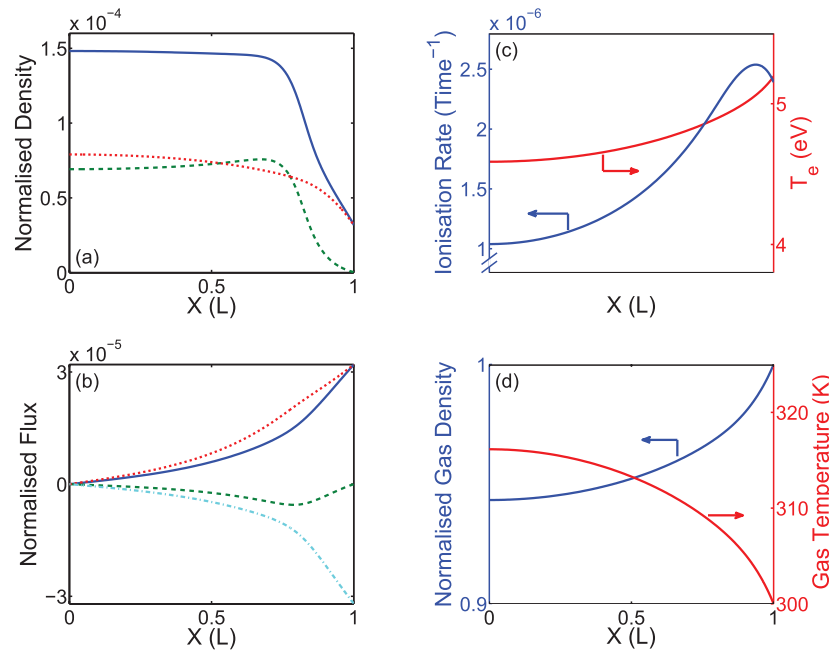 x 10⁻⁴
Normalised Density
1.5
1
0.5
0
(a)
0
0.5
1
X (L)
x 10⁻⁶
Ionisation Rate (Time⁻¹)
2.5
2
1.5
1
(c)
5
4
Tₑ (eV)
X (L)
x 10⁻⁵
Normalised Flux
3
0
−3
(b)
0
0.5
1
X (L)
Normalised Gas Density
1
0.9
(d)
320
310
300
Gas Temperature (K)
0.5
1
X (L)